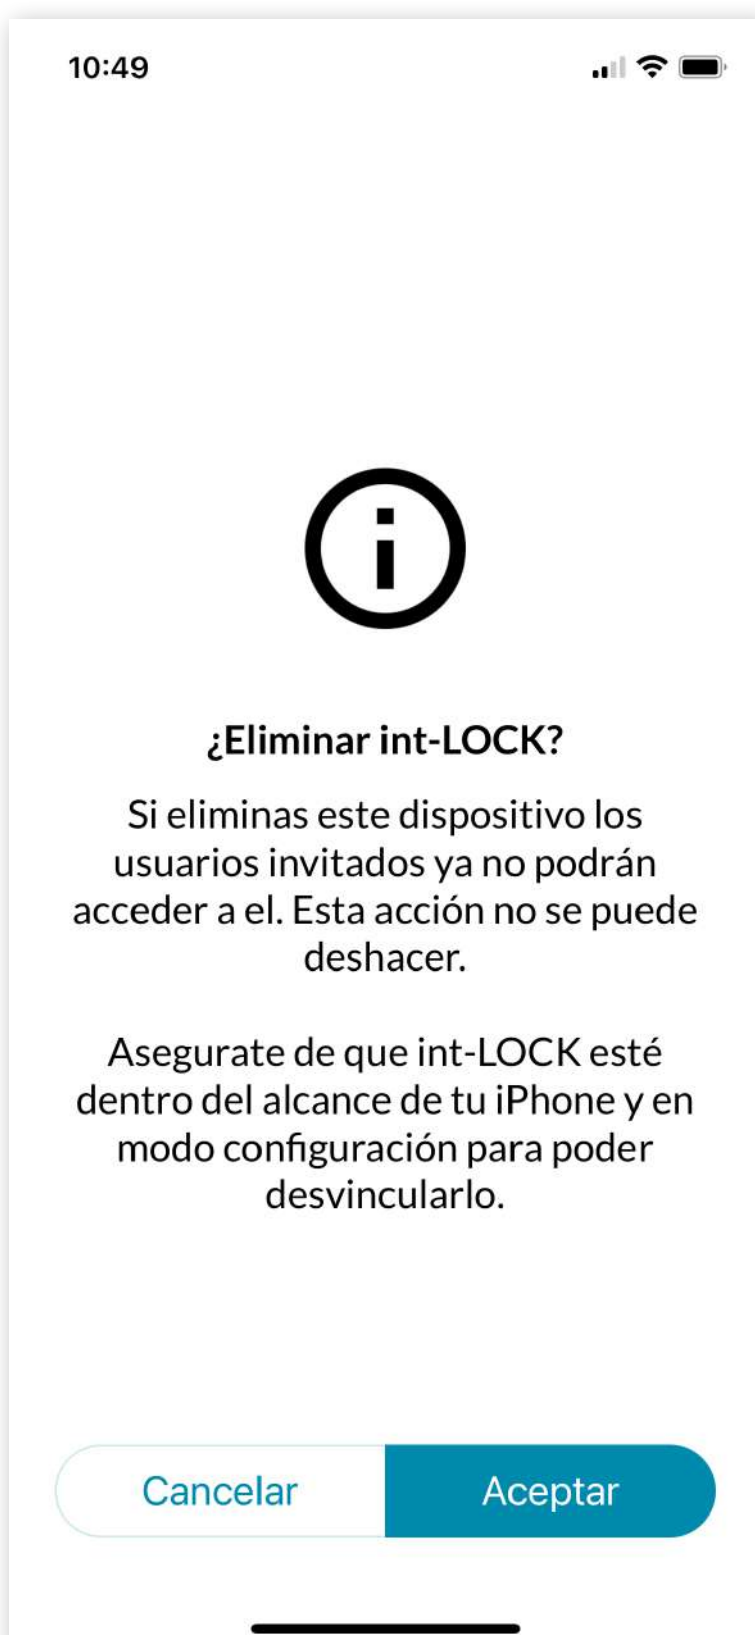 10:49
¿Eliminar int-LOCK?
Si eliminas este dispositivo los
usuarios invitados ya no podrán
acceder a el. Esta acción no se puede
deshacer.
Asegurate de que int-LOCK esté
dentro del alcance de tu iPhone y en
modo configuración para poder
desvincularlo.
Cancelar Aceptar